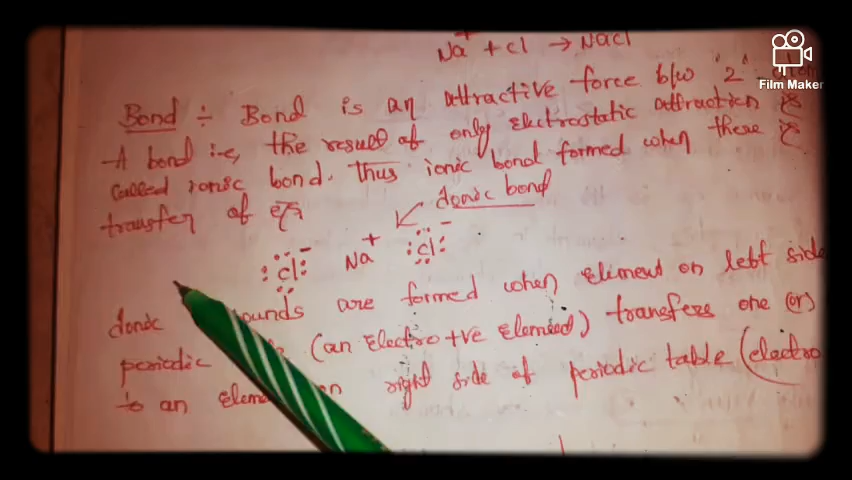 Na⁺ + Cl → NaCl
Film Maker
Bond ÷ Bond is an attractive force b/w '2' atom
A bond i.e, the result of only Electrostatic attraction is
called ionic bond. Thus ionic bond formed when there is
transfer of
Ionic bond
Cl⁻ Na⁺ Cl⁻
Ionic ounds are formed when Element on left side
periodic (an Electro +ve Element) transfers one (or)
to an Eleme on right side of periodic table (electro